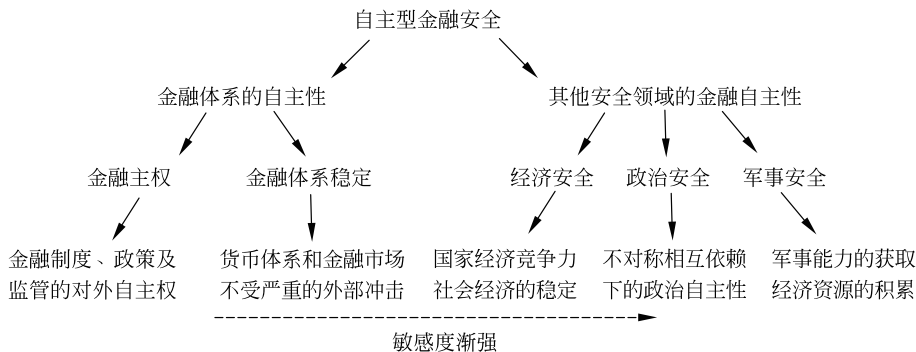 自主型金融安全
金融体系的自主性
其他安全领域的金融自主性
金融主权
金融体系稳定
经济安全
政治安全
军事安全
金融制度、政策及
监管的对外自主权
货币体系和金融市场
不受严重的外部冲击
国家经济竞争力
社会经济的稳定
不对称相互依赖
下的政治自主性
军事能力的获取
经济资源的积累
敏感度渐强